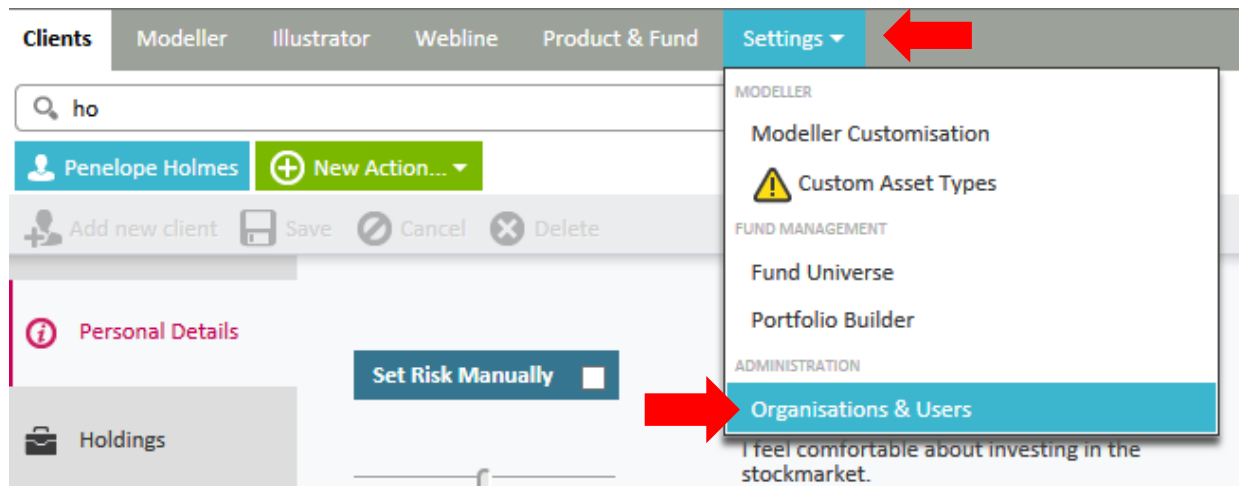 Clients Modeller Illustrator Webline Product & Fund Settings
ho
Penelope Holmes New Action...
Add new client Save Cancel Delete
Personal Details
Holdings
Set Risk Manually
MODELLER
Modeller Customisation
Custom Asset Types
FUND MANAGEMENT
Fund Universe
Portfolio Builder
ADMINISTRATION
Organisations & Users
I feel comfortable about investing in the
stockmarket.